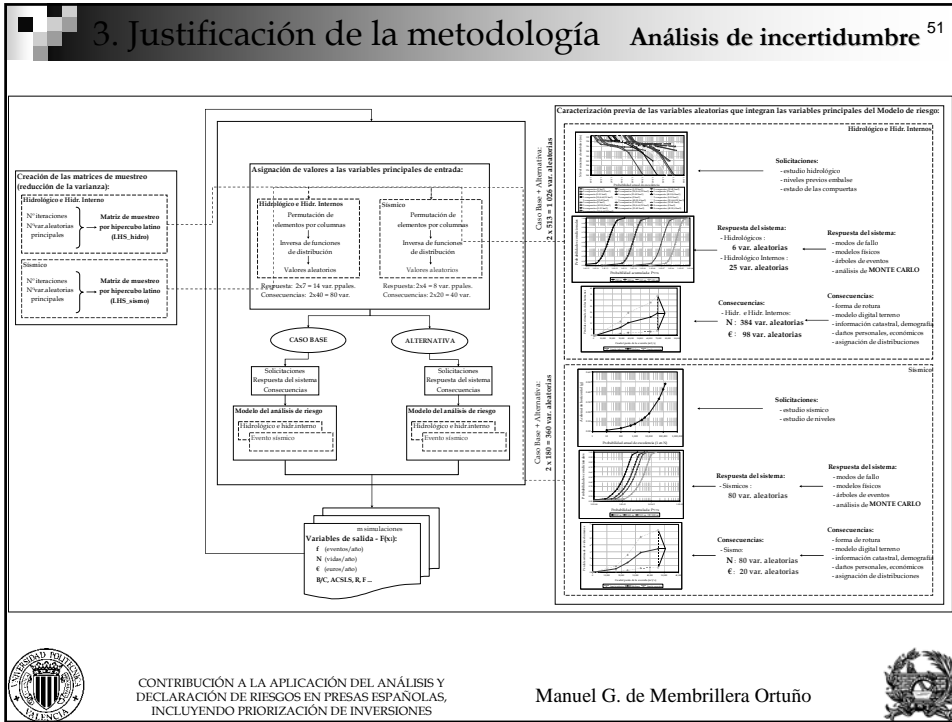 3. Justificación de la metodología Análisis de incertidumbre 51
Creación de las matrices de muestreo
(reducción de la varianza):
Hidrológico e Hidr. Interno
Nº iteraciones
Nºvar.aleatorias
principales
Matriz de muestreo
por hipercubo latino
(LHS_hidro)
Sísmico
Nº iteraciones
Nºvar.aleatorias
principales
Matriz de muestreo
por hipercubo latino
(LHS_sismo)
Asignación de valores a las variables principales de entrada:
Hidrológico e Hidr. Internos
Permutación de
elementos por columnas
Inversa de funciones
de distribución
Valores aleatorios
Respuesta: 2x7 = 14 var. ppales.
Consecuencias: 2x40 = 80 var.
Sísmico
Permutación de
elementos por columnas
Inversa de funciones
de distribución
Valores aleatorios
Respuesta: 2x4 = 8 var. ppales.
Consecuencias: 2x20 = 40 var.
CASO BASE
ALTERNATIVA
Solicitaciones
Respuesta del sistema
Consecuencias
Solicitaciones
Respuesta del sistema
Consecuencias
Modelo del análisis de riesgo
Hidrológico e hidr.interno
Evento sísmico
Modelo del análisis de riesgo
Hidrológico e hidr.interno
Evento sísmico
m simulaciones
Variables de salida - F(xᵢ):
f (eventos/año)
N (vidas/año)
€ (euros/año)
B/C, ACSLS, R, F ...
Caso Base + Alternativa:
2 x 513 = 1 026 var. aleatorias
Caso Base + Alternativa:
2 x 180 = 360 var. aleatorias
Caracterización previa de las variables aleatorias que integran las variables principales del Modelo de riesgo:
Hidrológico e Hidr. Internos
Solicitaciones:
- estudio hidrológico
- niveles previos embalse
- estado de las compuertas
Respuesta del sistema:
- Hidrológicos :
6 var. aleatorias
- Hidrológico Internos :
25 var. aleatorias
Respuesta del sistema:
- modos de fallo
- modelos físicos
- árboles de eventos
- análisis de MONTE CARLO
Consecuencias:
- Hidr. e Hidr. Internos:
N : 384 var. aleatorias
€ : 98 var. aleatorias
Consecuencias:
- forma de rotura
- modelo digital terreno
- información catastral, demografía
- daños personales, económicos
- asignación de distribuciones
Sísmico
Solicitaciones:
- estudio sísmico
- estudio de niveles
Respuesta del sistema:
- Sísmicos :
80 var. aleatorias
Respuesta del sistema:
- modos de fallo
- modelos físicos
- árboles de eventos
- análisis de MONTE CARLO
Consecuencias:
- Sismo:
N : 80 var. aleatorias
€ : 20 var. aleatorias
Consecuencias:
- forma de rotura
- modelo digital terreno
- información catastral, demografía
- daños personales, económicos
- asignación de distribuciones
UNIVERSIDAD POLITECNICA
VALENCIA
CONTRIBUCIÓN A LA APLICACIÓN DEL ANÁLISIS Y
DECLARACIÓN DE RIESGOS EN PRESAS ESPAÑOLAS,
INCLUYENDO PRIORIZACIÓN DE INVERSIONES
Manuel G. de Membrillera Ortuño